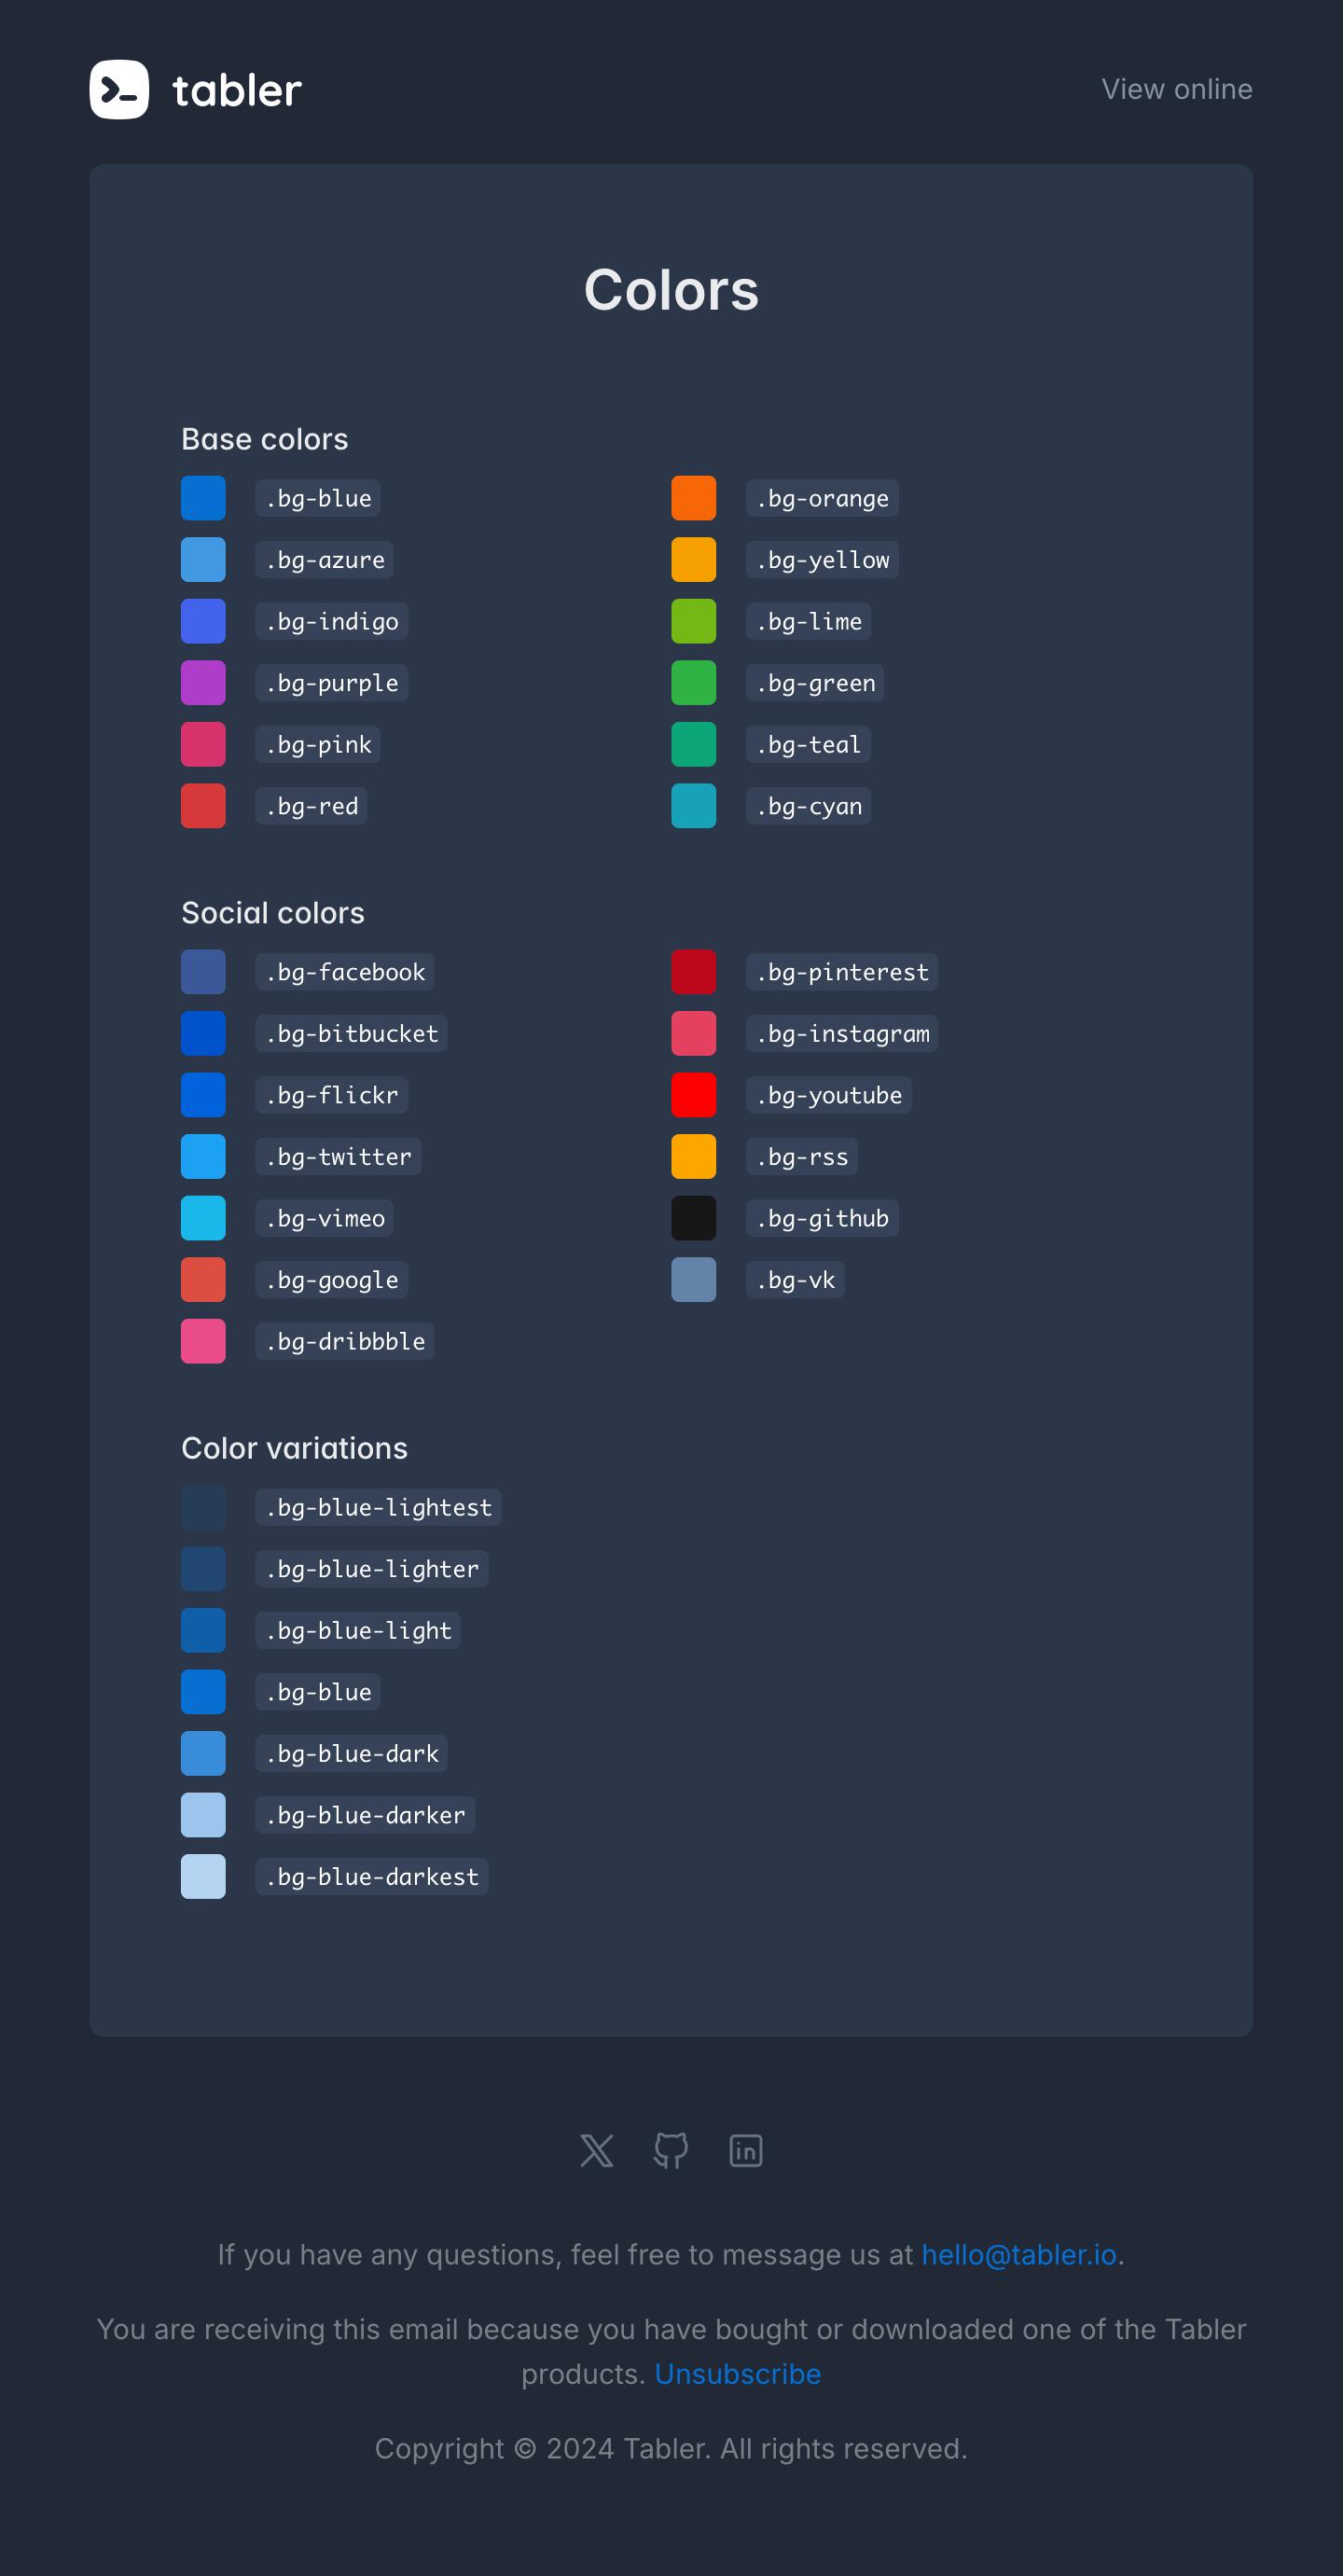 tabler
View online
Colors
Base colors
.bg-blue
.bg-orange
.bg-azure
.bg-yellow
.bg-indigo
.bg-lime
.bg-purple
.bg-green
.bg-pink
.bg-teal
.bg-red
.bg-cyan
Social colors
.bg-facebook
.bg-pinterest
.bg-bitbucket
.bg-instagram
.bg-flickr
.bg-youtube
.bg-twitter
.bg-rss
.bg-vimeo
.bg-github
.bg-google
.bg-vk
.bg-dribbble
Color variations
.bg-blue-lightest
.bg-blue-lighter
.bg-blue-light
.bg-blue
.bg-blue-dark
.bg-blue-darker
.bg-blue-darkest
If you have any questions, feel free to message us at hello@tabler.io.
You are receiving this email because you have bought or downloaded one of the Tabler
products. Unsubscribe
Copyright © 2024 Tabler. All rights reserved.